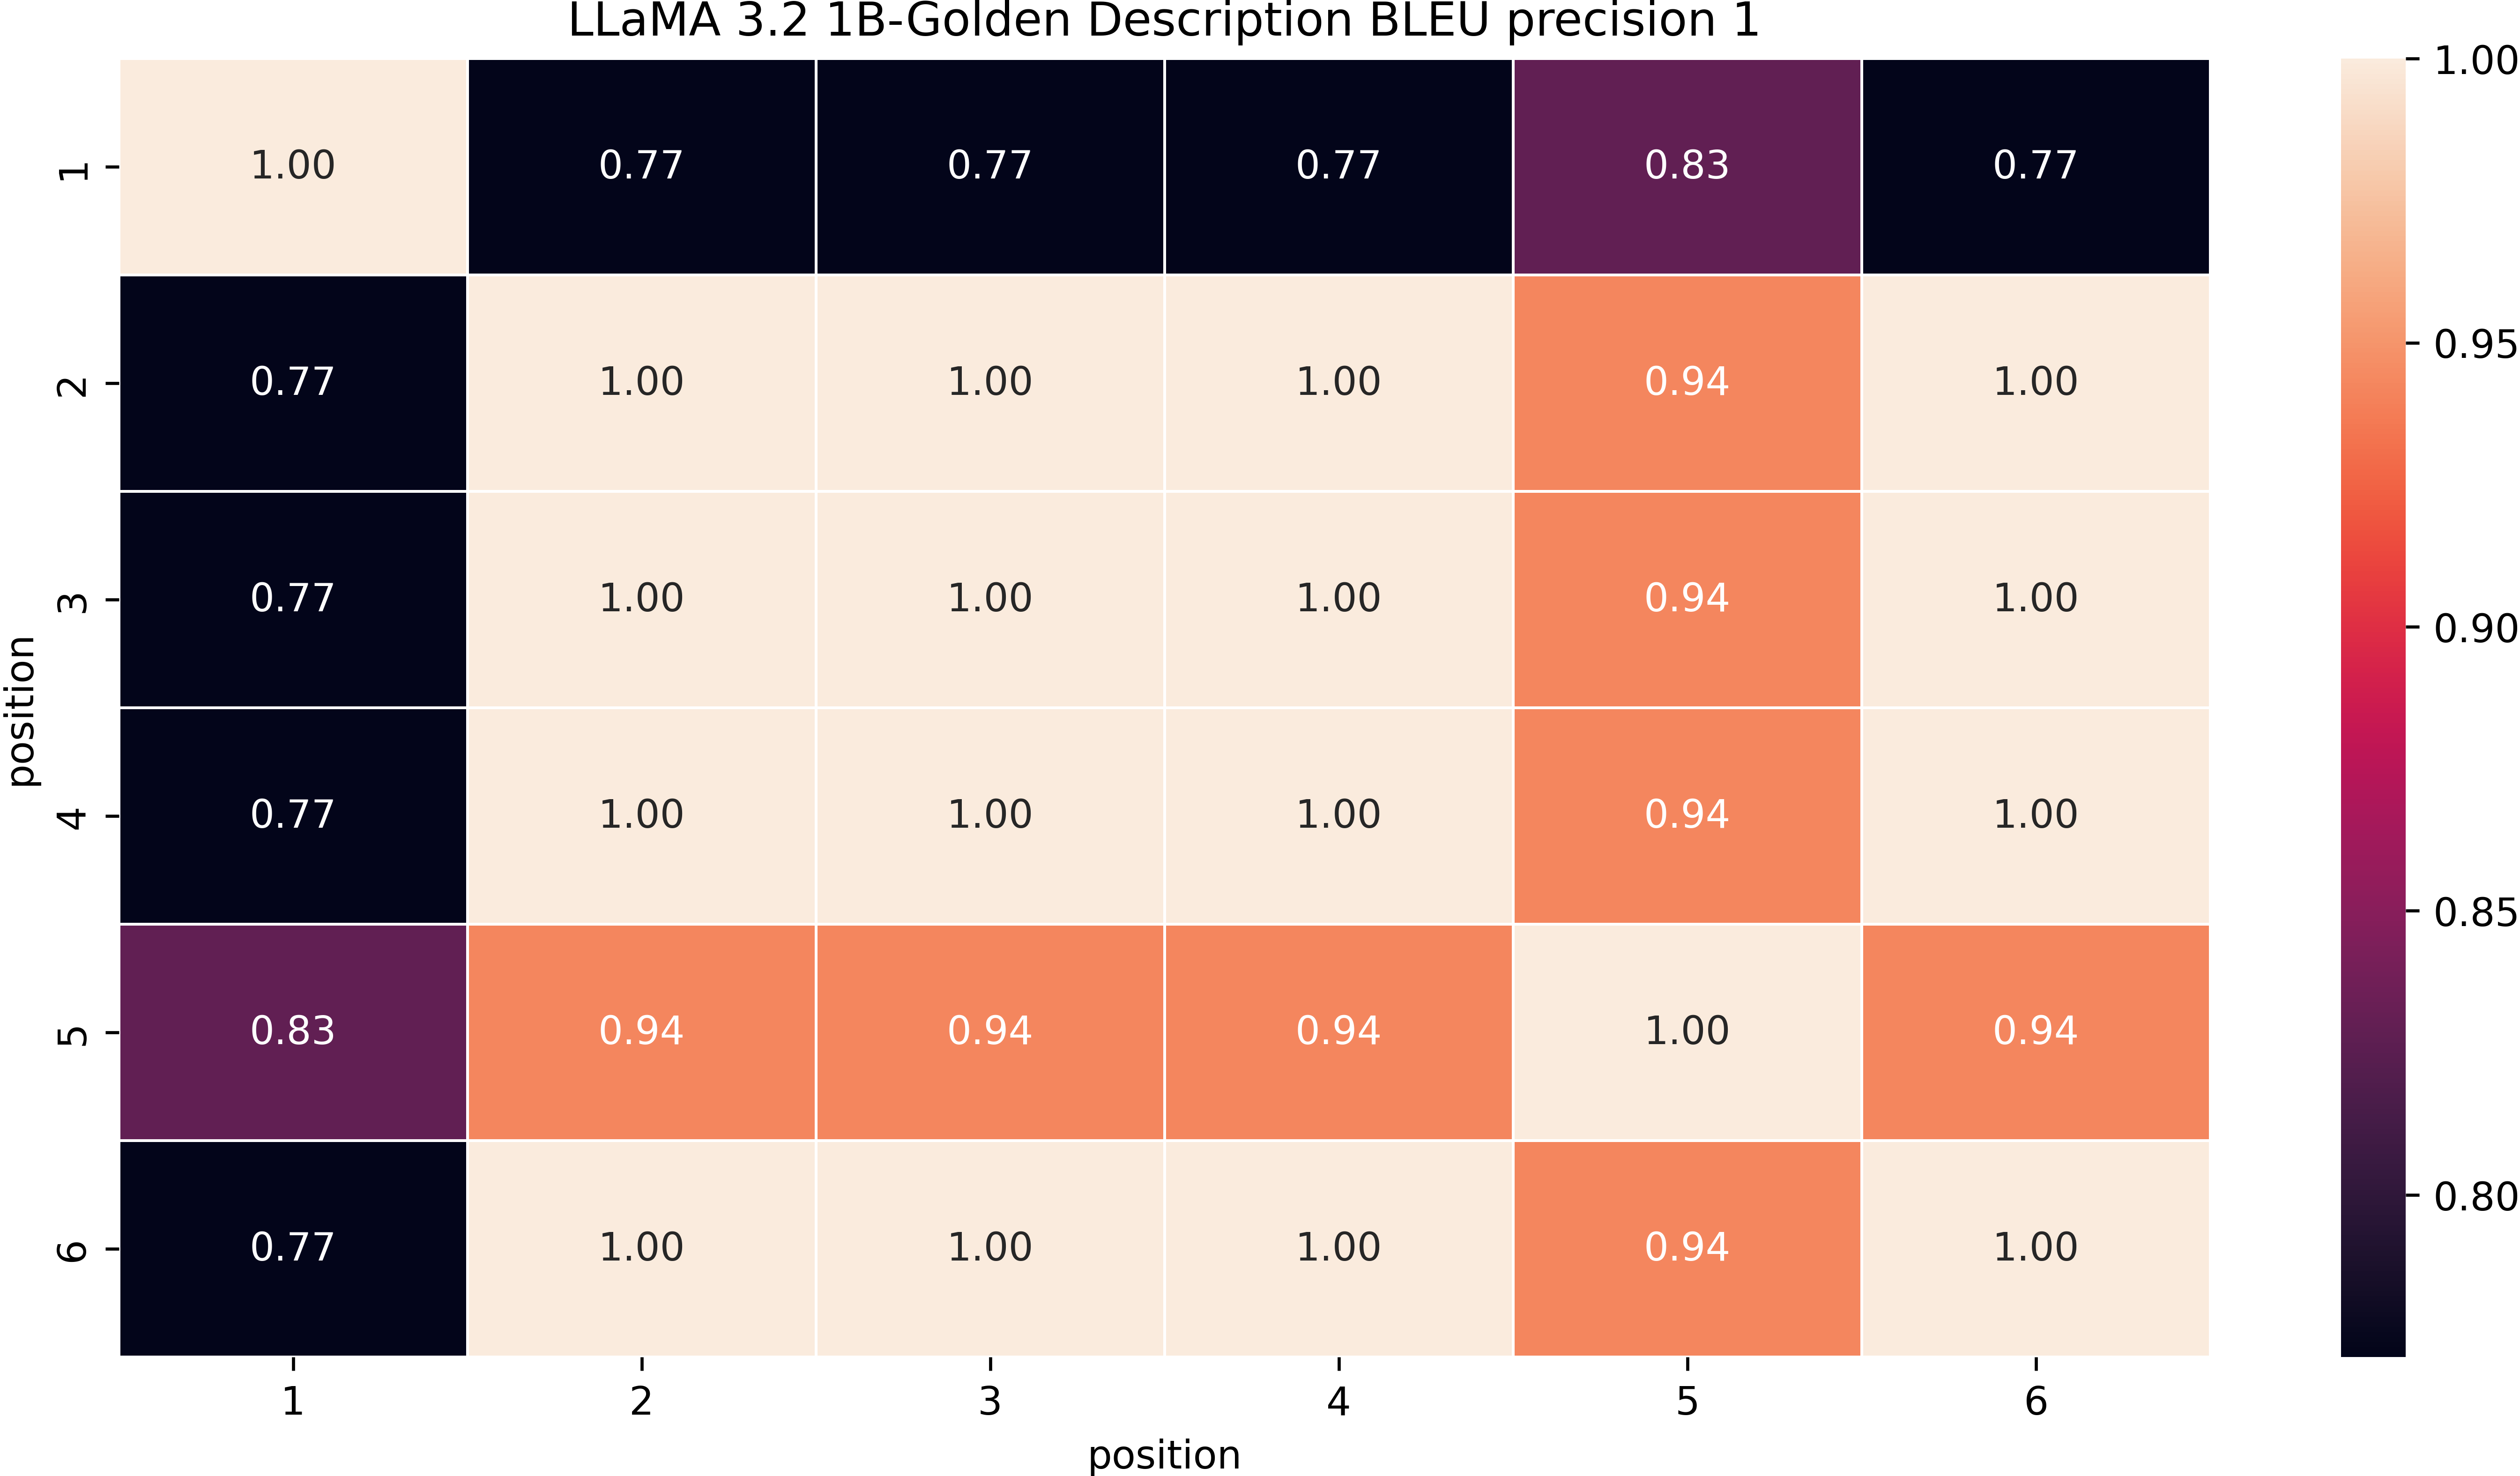 LLaMA 3.2 1B-Golden Description BLEU precision 1
1.00
1 1.00 0.77 0.77 0.77 0.83 0.77
2 0.77 1.00 1.00 1.00 0.94 1.00
0.95
3 0.77 1.00 1.00 1.00 0.94 1.00
0.90
position
4 0.77 1.00 1.00 1.00 0.94 1.00
0.85
5 0.83 0.94 0.94 0.94 1.00 0.94
0.80
6 0.77 1.00 1.00 1.00 0.94 1.00
1 2 3 4 5 6
position